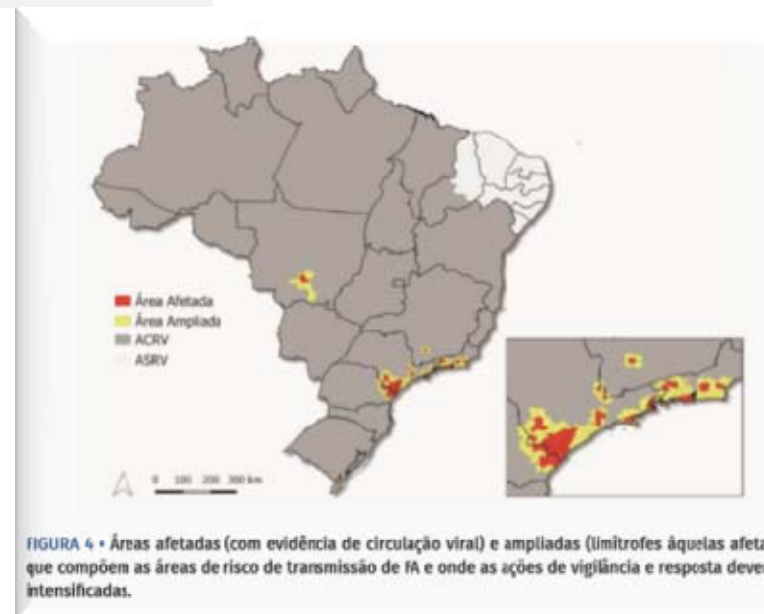 Área Afetada
Área Ampliada
ACRV
ASRV
0 100 200 300 km
FIGURA 4 • Áreas afetadas (com evidência de circulação viral) e ampliadas (limítrofes àquelas afeta
que compõem as áreas de risco de transmissão de FA e onde as ações de vigilância e resposta deve
intensificadas.